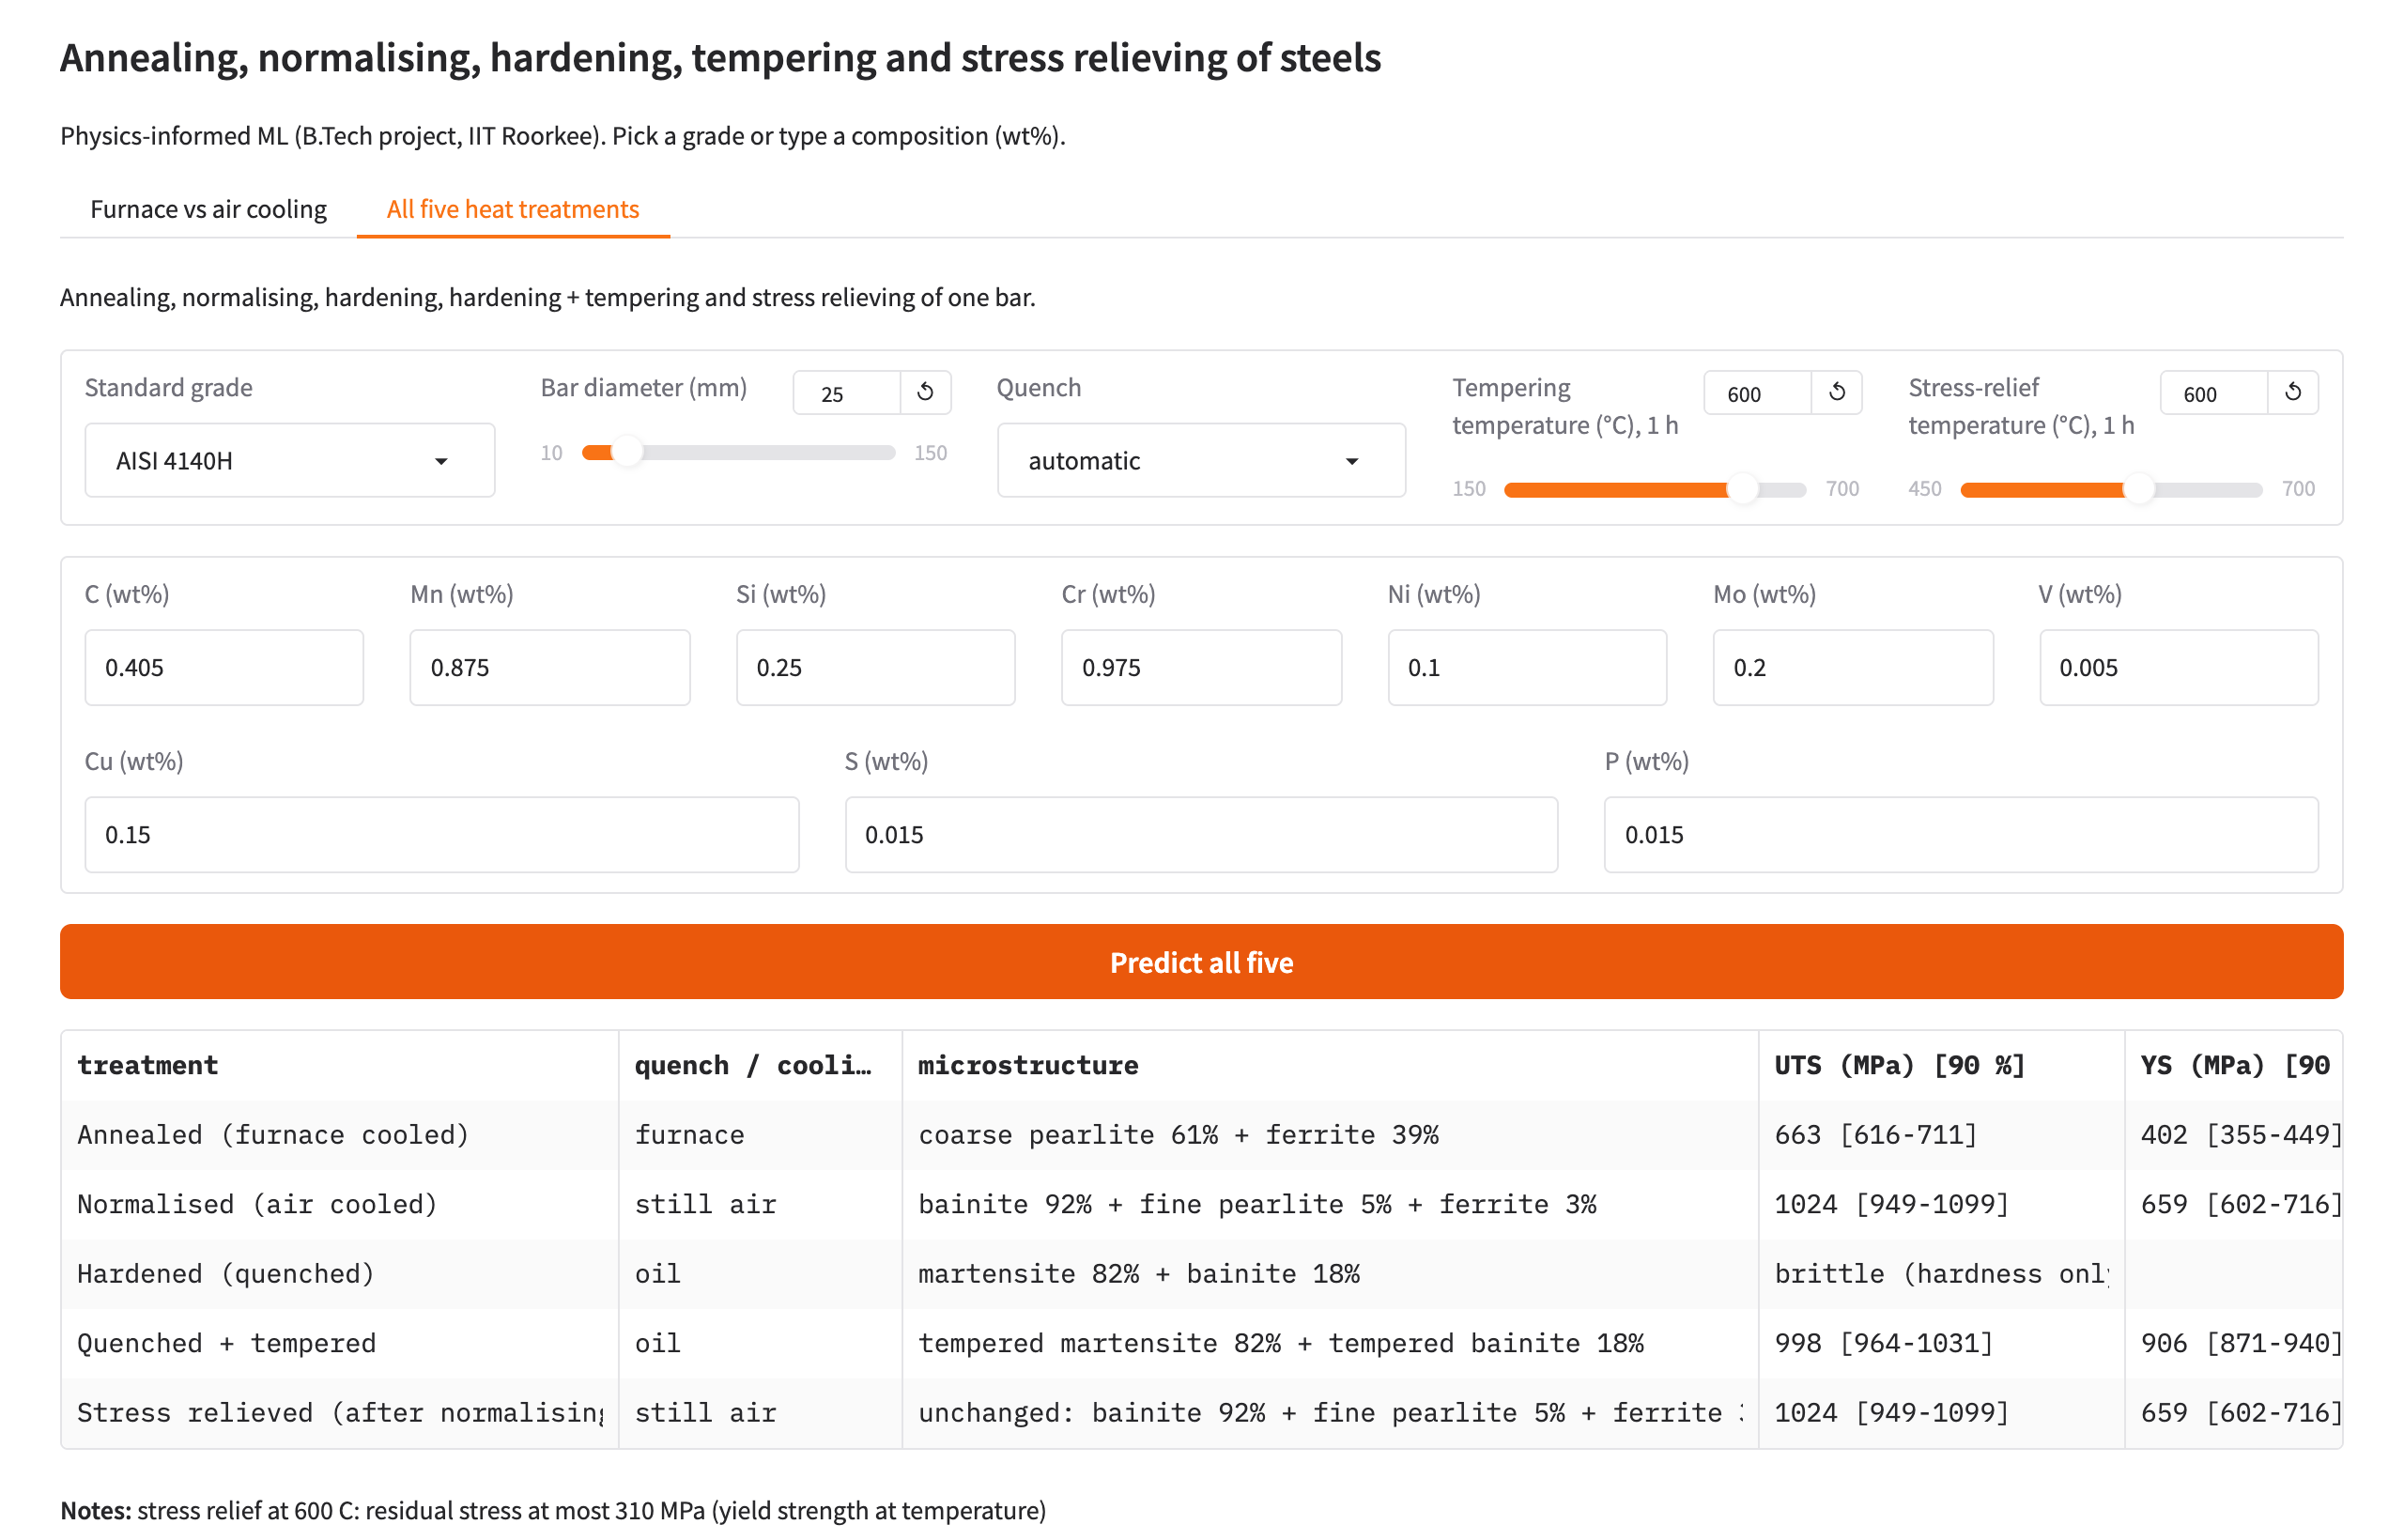 Annealing, normalising, hardening, tempering and stress relieving of steels
Physics-informed ML (B.Tech project, IIT Roorkee). Pick a grade or type a composition (wt%).
Furnace vs air cooling
All five heat treatments
Annealing, normalising, hardening, hardening + tempering and stress relieving of one bar.
Standard grade
AISI 4140H
Bar diameter (mm)
25
10
150
Quench
automatic
Tempering
temperature (°C), 1 h
600
150
700
Stress-relief
temperature (°C), 1 h
600
450
700
C (wt%) Mn (wt%) Si (wt%) Cr (wt%) Ni (wt%) Mo (wt%) V (wt%)
0.405 0.875 0.25 0.975 0.1 0.2 0.005
Cu (wt%) S (wt%) P (wt%)
0.15 0.015 0.015
Predict all five
treatment quench / cooli… microstructure UTS (MPa) [90 %] YS (MPa) [90
Annealed (furnace cooled) furnace coarse pearlite 61% + ferrite 39% 663 [616-711] 402 [355-449]
Normalised (air cooled) still air bainite 92% + fine pearlite 5% + ferrite 3% 1024 [949-1099] 659 [602-716]
Hardened (quenched) oil martensite 82% + bainite 18% brittle (hardness only
Quenched + tempered oil tempered martensite 82% + tempered bainite 18% 998 [964-1031] 906 [871-940]
Stress relieved (after normalising still air unchanged: bainite 92% + fine pearlite 5% + ferrite 1024 [949-1099] 659 [602-716]
Notes: stress relief at 600 C: residual stress at most 310 MPa (yield strength at temperature)